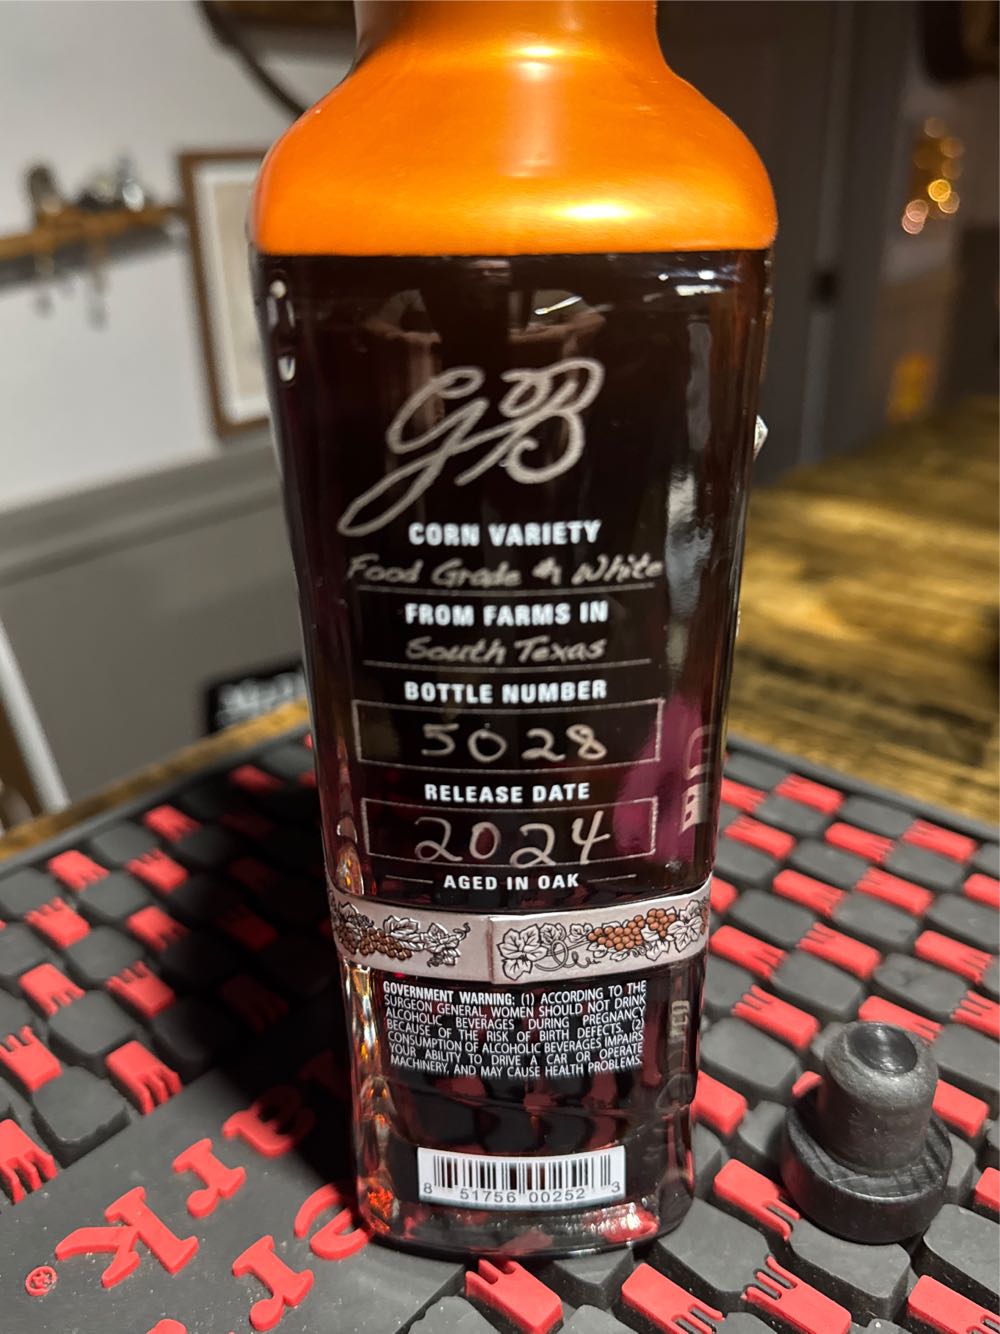 GB
CORN VARIETY
Food Grade #1 White
FROM FARMS IN
South Texas
BOTTLE NUMBER
5028
RELEASE DATE
2024
AGED IN OAK
GOVERNMENT WARNING: (1) ACCORDING TO THE
SURGEON GENERAL, WOMEN SHOULD NOT DRINK
ALCOHOLIC BEVERAGES DURING PREGNANCY
BECAUSE OF THE RISK OF BIRTH DEFECTS. (2)
CONSUMPTION OF ALCOHOLIC BEVERAGES IMPAIRS
YOUR ABILITY TO DRIVE A CAR OR OPERATE
MACHINERY, AND MAY CAUSE HEALTH PROBLEMS.
8 51756 00252 3